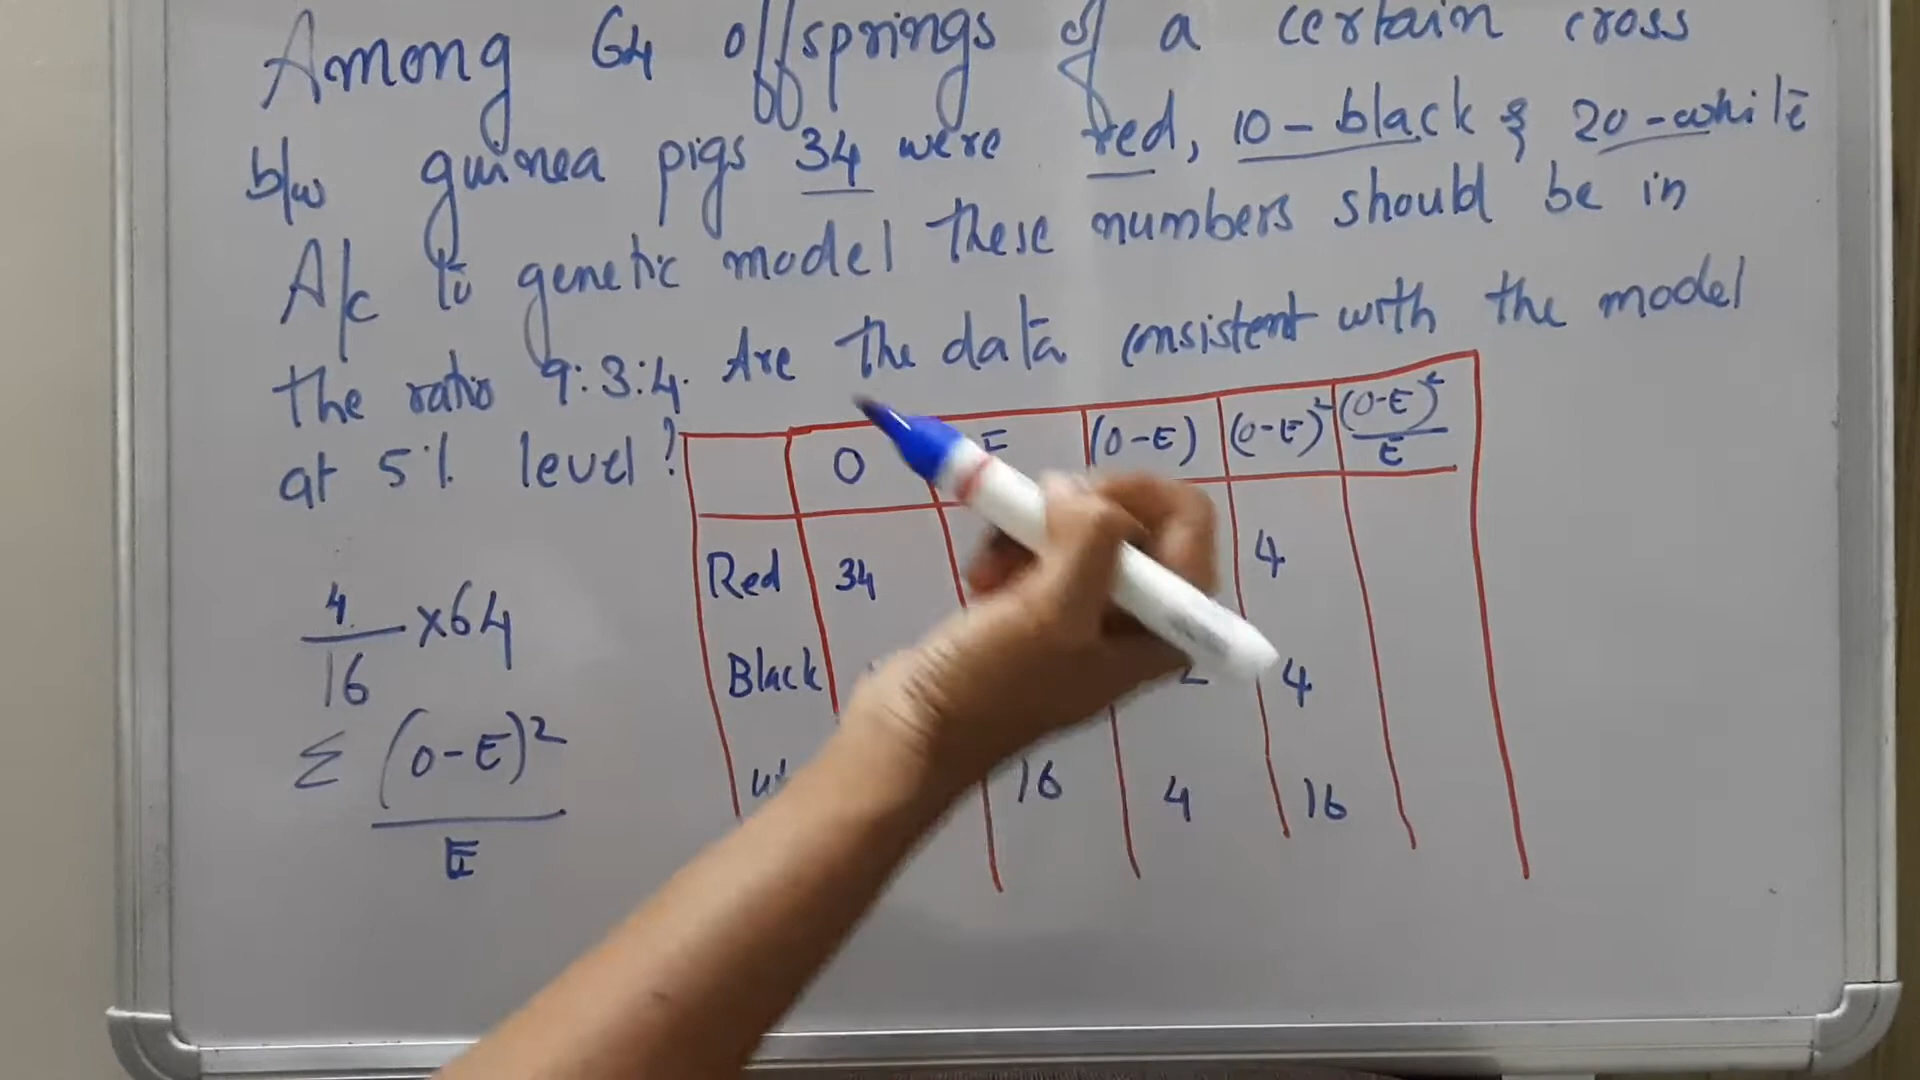 Among 64 offsprings of a certain cross
b/w guinea pigs 34 were red, 10 - black & 20 - white
A/c to genetic model these numbers should be in
the ratio 9:3:4. Are the data consistent with the model
at 5% level?
O E (O-E) (O-E)² (O-E)²/E
Red 34 4
Black 2 4
16 4 16
4/16 ×64
Σ (O-E)²/E